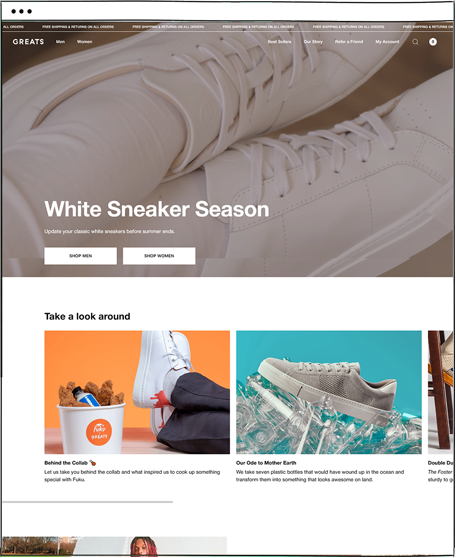 ALL ORDERS FREE SHIPPING & RETURNS ON ALL ORDERS FREE SHIPPING & RETURNS ON ALL ORDERS FREE SHIPPING & RETURNS ON ALL ORDERS FREE SHIPPING & RETURNS ON ALL ORDERS FREE SHIPPING & RETURNS ON
GREATS Men Women Best Sellers Our Story Refer a Friend My Account
White Sneaker Season
Update your classic white sneakers before summer ends.
SHOP MEN SHOP WOMEN
Take a look around
Fuku
GREATS
Behind the Collab
Let us take you behind the collab and what inspired us to cook up something
special with Fuku.
Our Ode to Mother Earth
We take seven plastic bottles that would have wound up in the ocean and
transform them into something that looks awesome on land.
Double Du
The Foster
sturdy to g